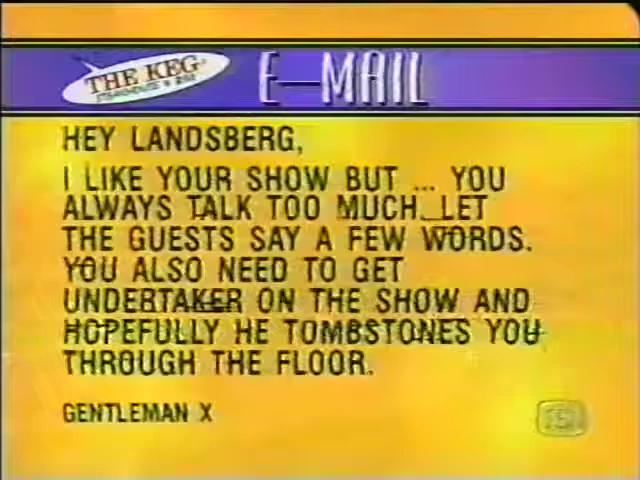 THE KEG
STEAKHOUSE & BAR
E-MAIL
HEY LANDSBERG,
I LIKE YOUR SHOW BUT ... YOU
ALWAYS TALK TOO MUCH. LET
THE GUESTS SAY A FEW WORDS.
YOU ALSO NEED TO GET
UNDERTAKER ON THE SHOW AND
HOPEFULLY HE TOMBSTONES YOU
THROUGH THE FLOOR.
GENTLEMAN X